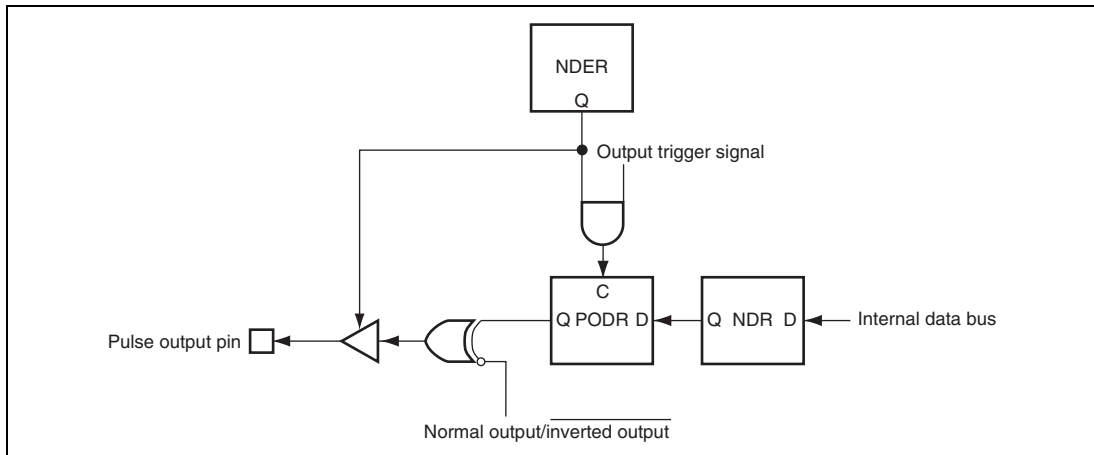 NDER
Q
Output trigger signal
C
Q PODR D
Q NDR D
Internal data bus
Pulse output pin
Normal output/inverted output